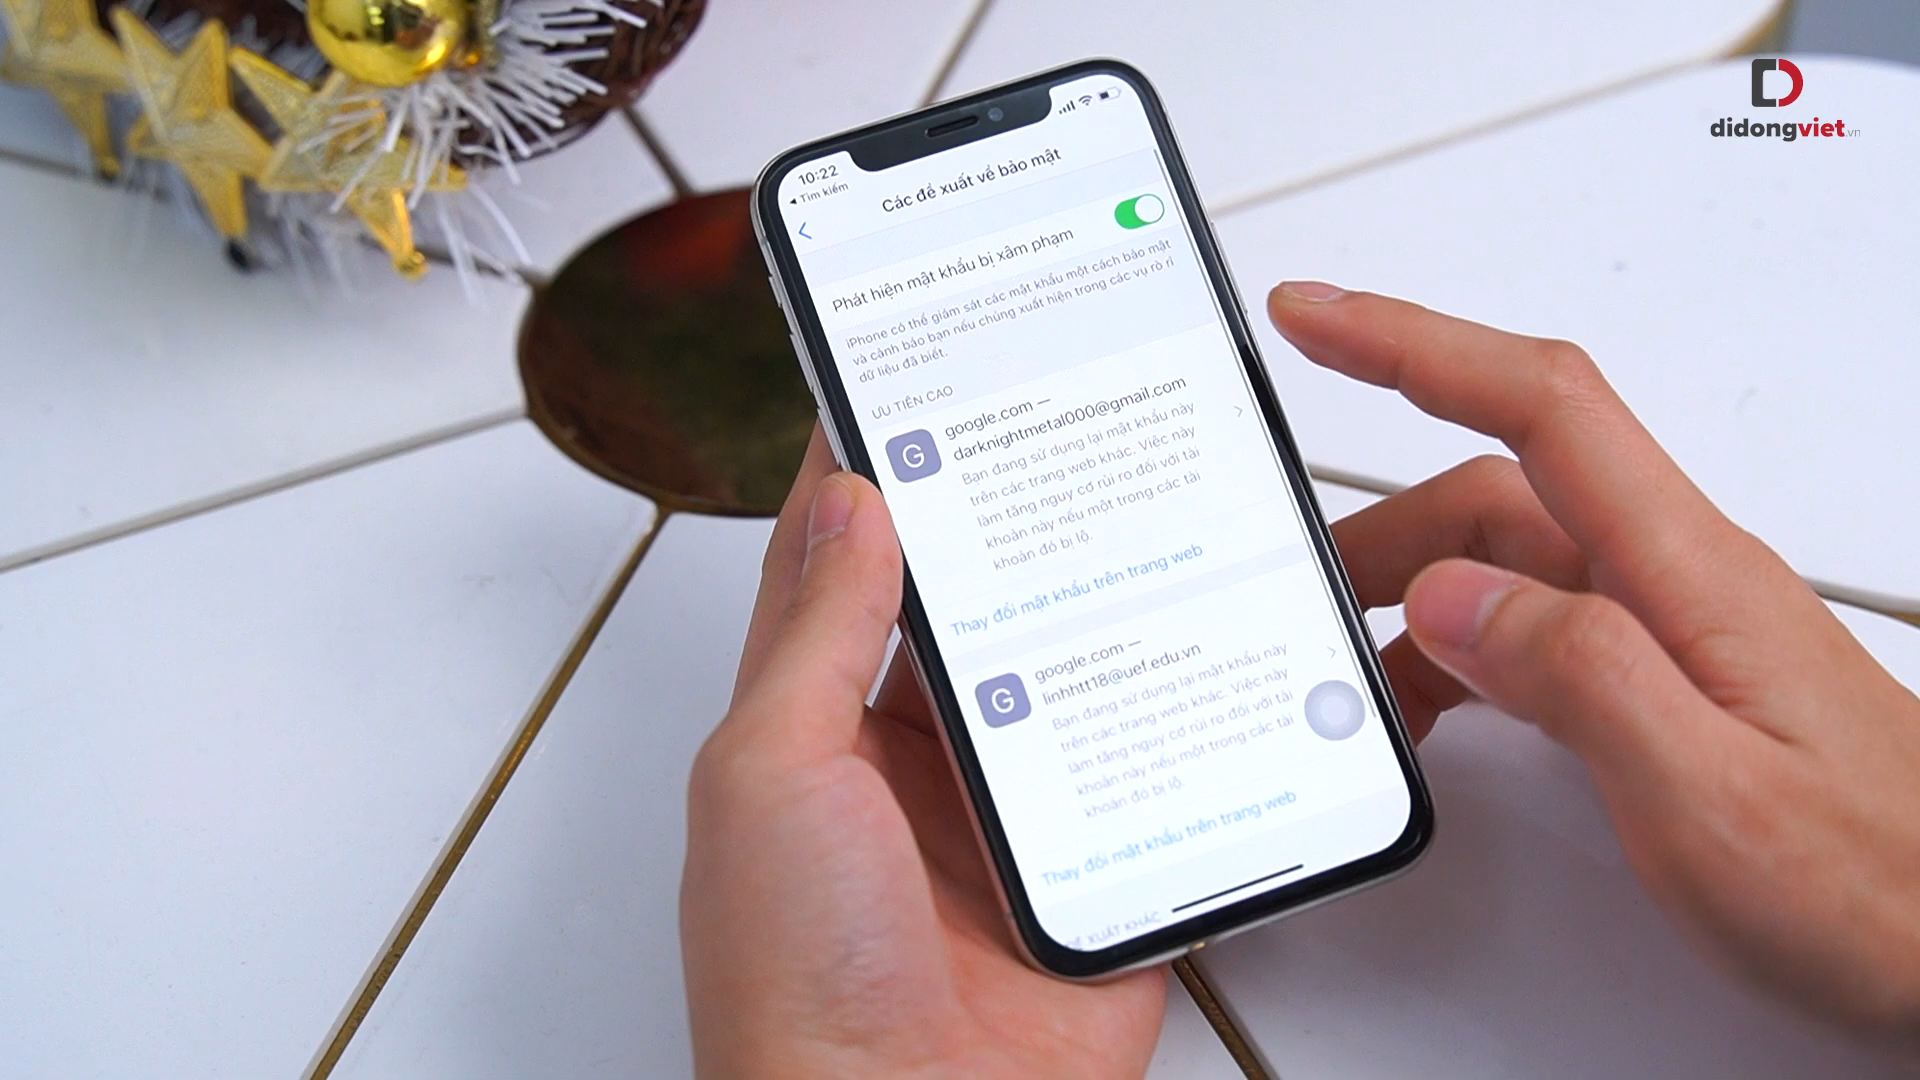 didongviet.vn
10:22
Tìm kiếm
Các đề xuất về bảo mật
Phát hiện mật khẩu bị xâm phạm
iPhone có thể giám sát các mật khẩu một cách bảo mật
và cảnh báo bạn nếu chúng xuất hiện trong các vụ rò rỉ
dữ liệu đã biết.
ƯU TIÊN CAO
G
google.com —
darknightmetal000@gmail.com
Bạn đang sử dụng lại mật khẩu này
trên các trang web khác. Việc này
làm tăng nguy cơ rủi ro đối với tài
khoản này nếu một trong các tài
khoản đó bị lộ.
Thay đổi mật khẩu trên trang web
G
google.com —
linhhtt18@uef.edu.vn
Bạn đang sử dụng lại mật khẩu này
trên các trang web khác. Việc này
làm tăng nguy cơ rủi ro đối với tài
khoản này nếu một trong các tài
khoản đó bị lộ.
Thay đổi mật khẩu trên trang web
ĐỀ XUẤT KHÁC